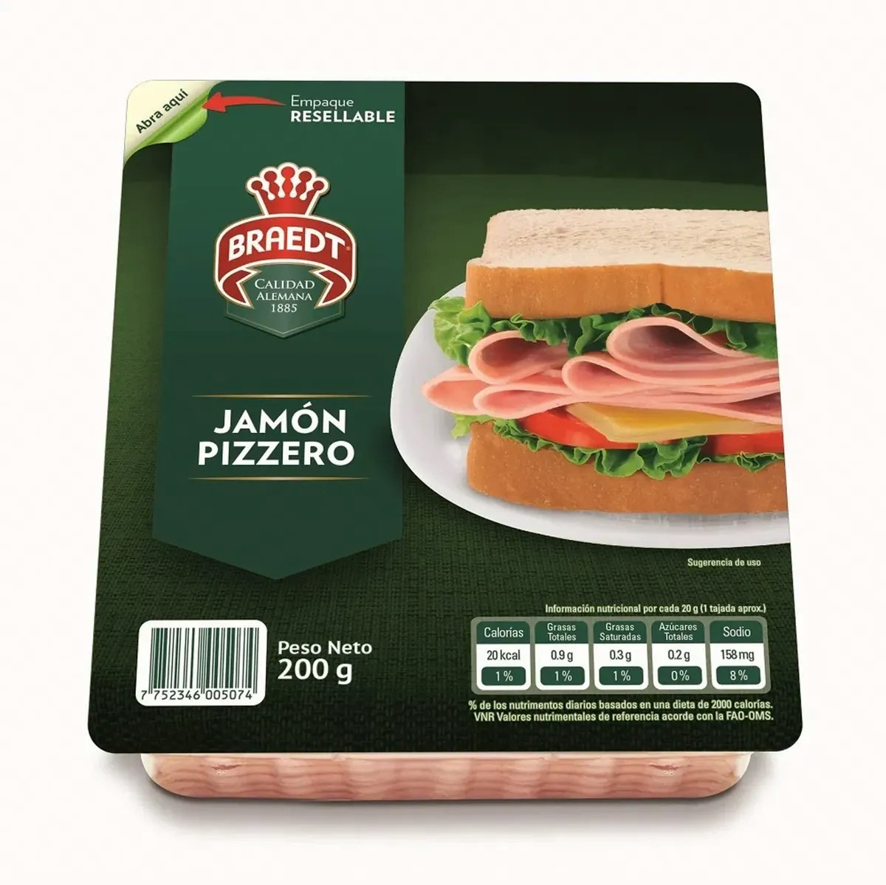 Abra aquí
Empaque
RESELLABLE
BRAEDT
CALIDAD
ALEMANA
1885
JAMÓN
PIZZERO
Sugerencia de uso
Información nutricional por cada 20 g (1 tajada aprox.)
Calorías
20 kcal
1 %
Grasas
Totales
0.9 g
1 %
Grasas
Saturadas
0.3 g
1 %
Azúcares
Totales
0.2 g
0 %
Sodio
158 mg
8 %
% de los nutrimentos diarios basados en una dieta de 2000 calorías.
VNR Valores nutrimentales de referencia acorde con la FAO-OMS.
Peso Neto
200 g
7 752346 005074